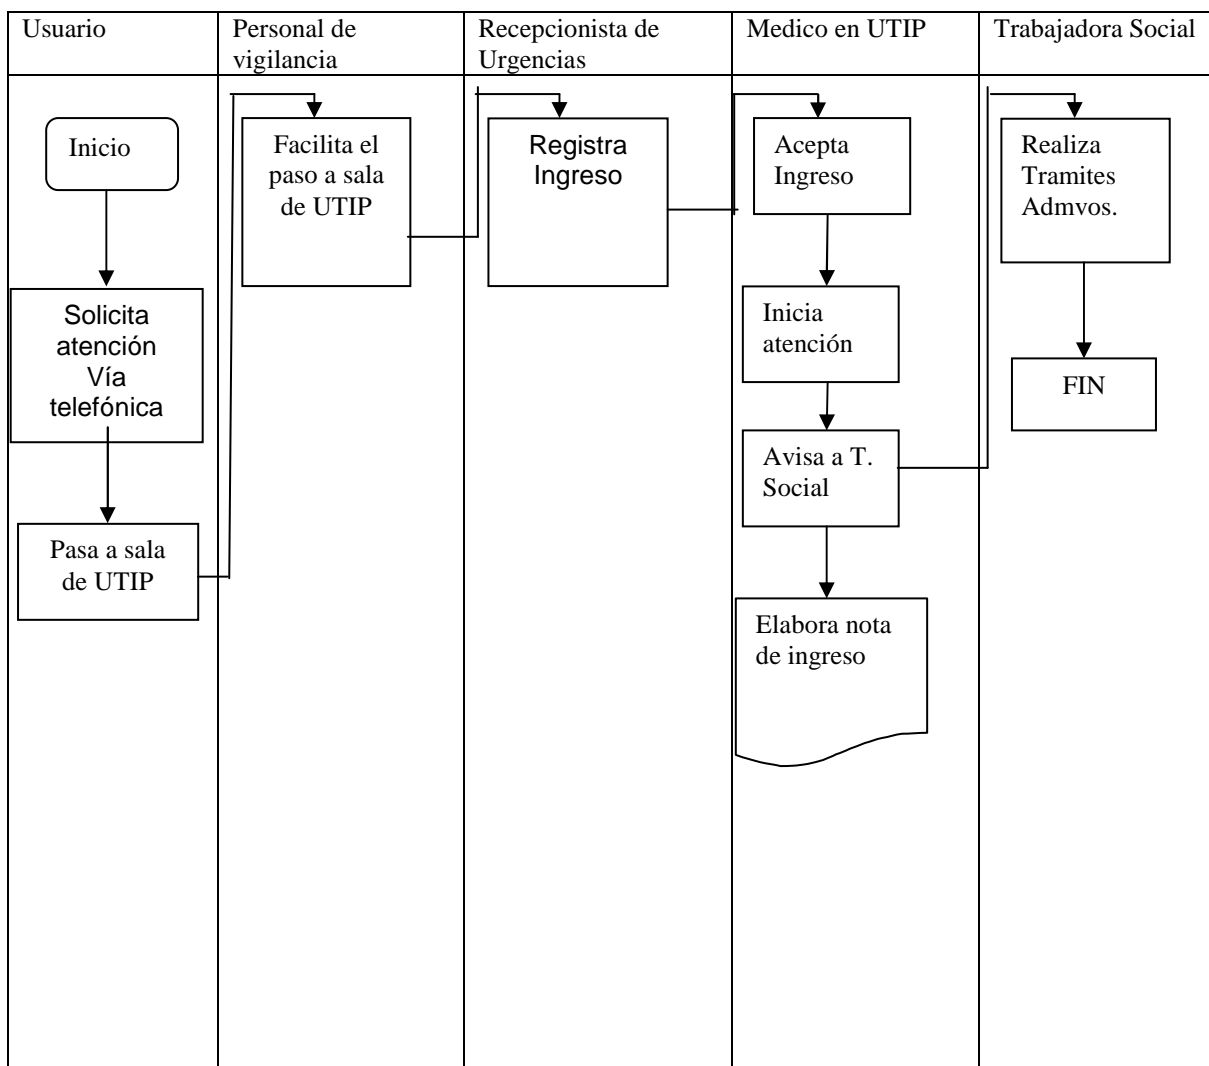 Usuario
Personal de
vigilancia
Recepcionista de
Urgencias
Medico en UTIP
Trabajadora Social
Inicio
Solicita
atención
Vía
telefónica
Pasa a sala
de UTIP
Facilita el
paso a sala
de UTIP
Registra
Ingreso
Acepta
Ingreso
Inicia
atención
Avisa a T.
Social
Elabora nota
de ingreso
Realiza
Tramites
Admvos.
FIN